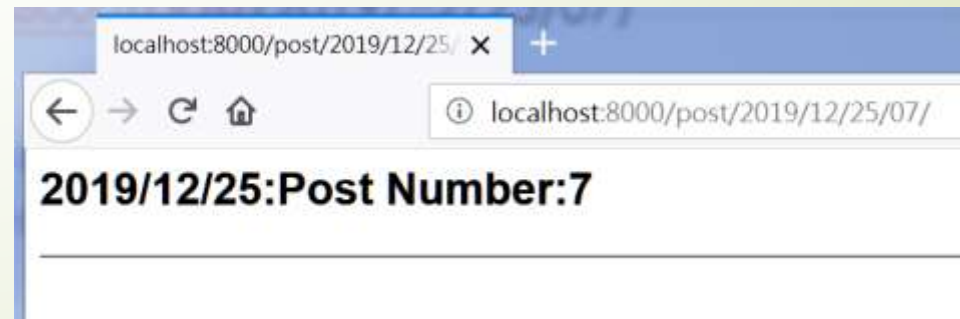 localhost:8000/post/2019/12/25/
localhost:8000/post/2019/12/25/07/
2019/12/25:Post Number:7